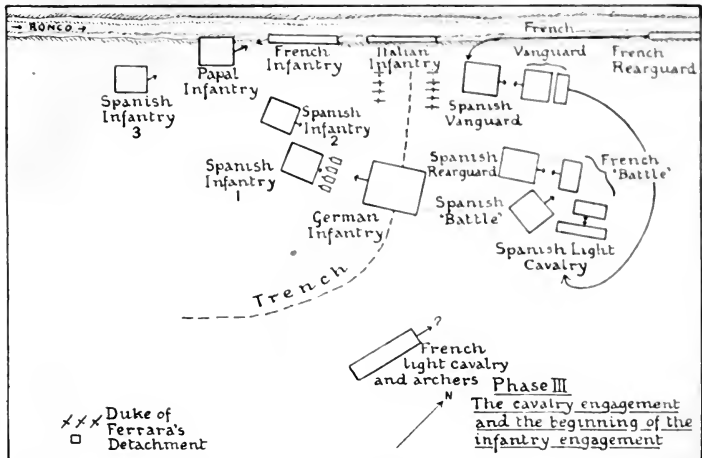 RONCO
French
Infantry
Italian
Infantry
French
Vanguard
French
Rearguard
Papal
Infantry
Spanish
Infantry
3
Spanish
Infantry
2
Spanish
Vanguard
Spanish
Infantry
1
German
Infantry
Spanish
Rearguard
Spanish
"Battle"
French
"Battle"
Spanish Light
Cavalry
Trench
?
French
light cavalry
and archers
N
Duke of
Ferrara's
Detachment
Phase III
The cavalry engagement
and the beginning of the
infantry engagement